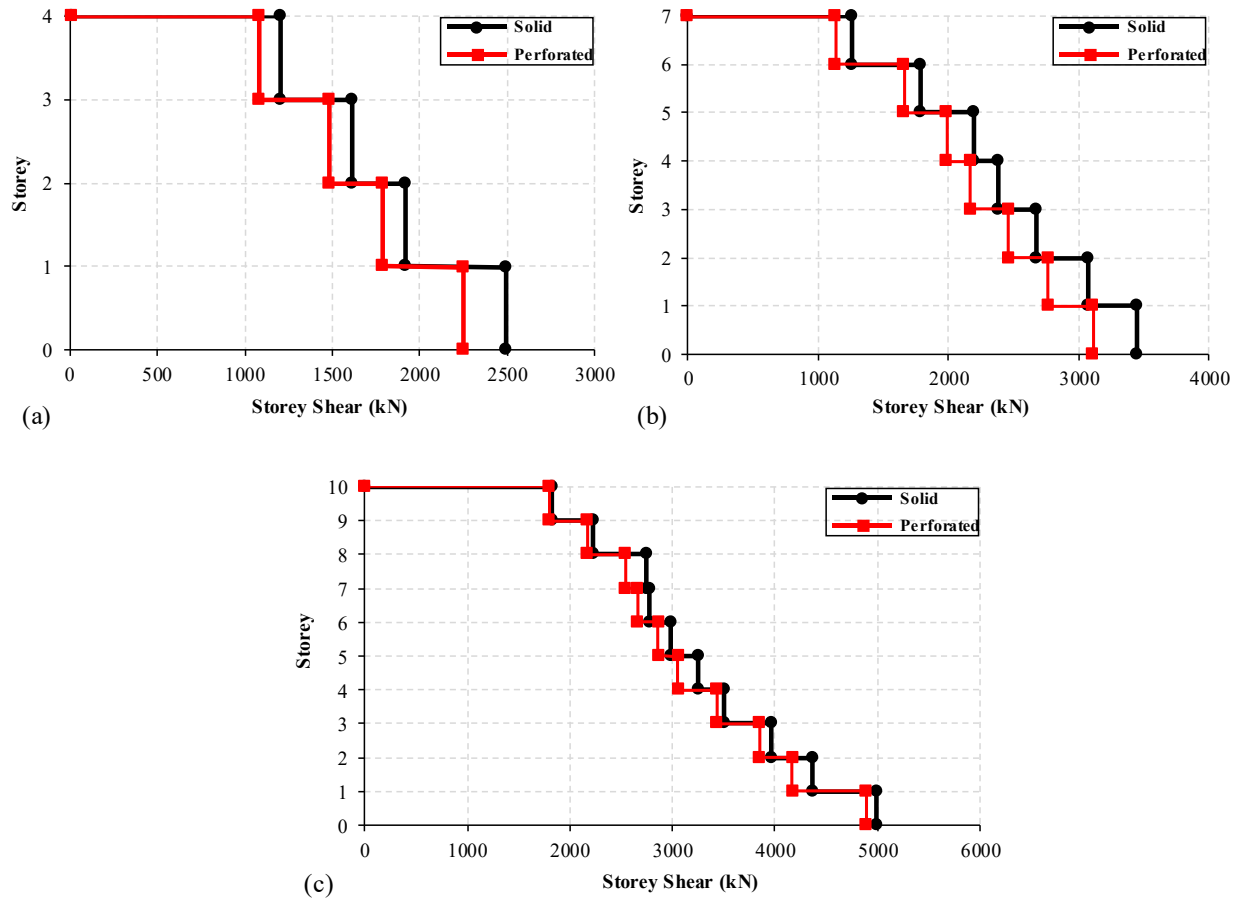 4
3
2
1
0
Storey
Solid
Perforated
0 500 1000 1500 2000 2500 3000
Storey Shear (kN)
(a)
7
6
5
4
3
2
1
0
Storey
Solid
Perforated
0 1000 2000 3000 4000
Storey Shear (kN)
(b)
10
9
8
7
6
5
4
3
2
1
0
Storey
Solid
Perforated
0 1000 2000 3000 4000 5000 6000
Storey Shear (kN)
(c)